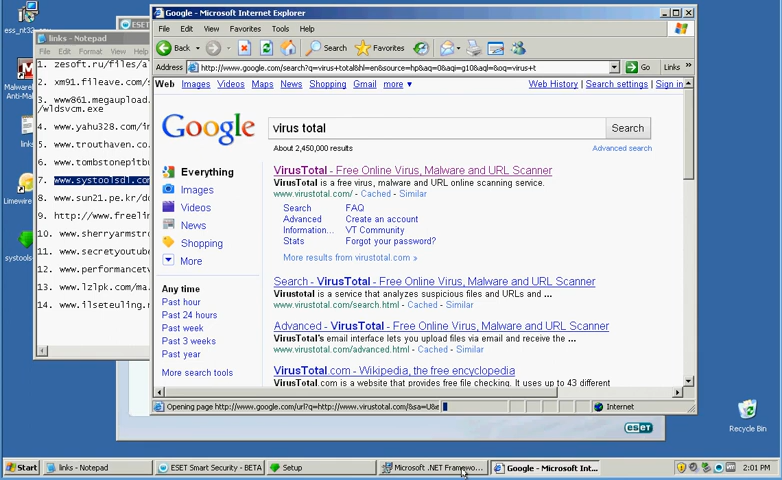 ess_nt32
Malware
Anti-Mal
links
Limewire
systools
Recycle Bin
ESET
links - Notepad
File Edit Format View Help
1. zesoft.ru/files/a
2. xm91.fileave.com/s
3. www861.megaupload.
/wldsvcm.exe
4. www.yahu328.com/in
5. www.trouthaven.co.
6. www.tombstonepitbu
7. www.systoolsdl.com
8. www.sun21.pe.kr/do
9. http://www.freelin
10. www.sherryarmstro
11. www.secretyoutube
12. www.performancetv
13. www.lzlpk.com/ma
14. www.ilseteuling.n
Google - Microsoft Internet Explorer
File Edit View Favorites Tools Help
Back Search Favorites
Address http://www.google.com/search?q=virus+total&hl=en&source=hp&aq=0&aqi=g10&aql=&oq=virus+t Go Links »
Web Images Videos Maps News Shopping Gmail more ▼ Web History | Search settings | Sign in
Google virus total Search
About 2,450,000 results Advanced search
Everything
Images
Videos
News
Shopping
More
Any time
Past hour
Past 24 hours
Past week
Past 3 weeks
Past year
More search tools
VirusTotal - Free Online Virus, Malware and URL Scanner
VirusTotal is a free virus, malware and URL online scanning service.
www.virustotal.com/ - Cached - Similar
Search FAQ
Advanced Create an account
Information... VT Community
Stats Forgot your password?
More results from virustotal.com »
Search - VirusTotal - Free Online Virus, Malware and URL Scanner
Virustotal is a service that analyzes suspicious files and URLs and ...
www.virustotal.com/search.html - Cached - Similar
Advanced - VirusTotal - Free Online Virus, Malware and URL Scanner
VirusTotal's email interface lets you upload files via email and receive the ...
www.virustotal.com/advanced.html - Cached - Similar
VirusTotal.com - Wikipedia, the free encyclopedia
VirusTotal.com is a website that provides free file checking. It uses up to 43 different
Opening page http://www.google.com/url?q=http://www.virustotal.com/&sa=U& Internet
eset
Start links - Notepad ESET Smart Security - BETA Setup Microsoft .NET Framewo... Google - Microsoft Int... 2:01 PM